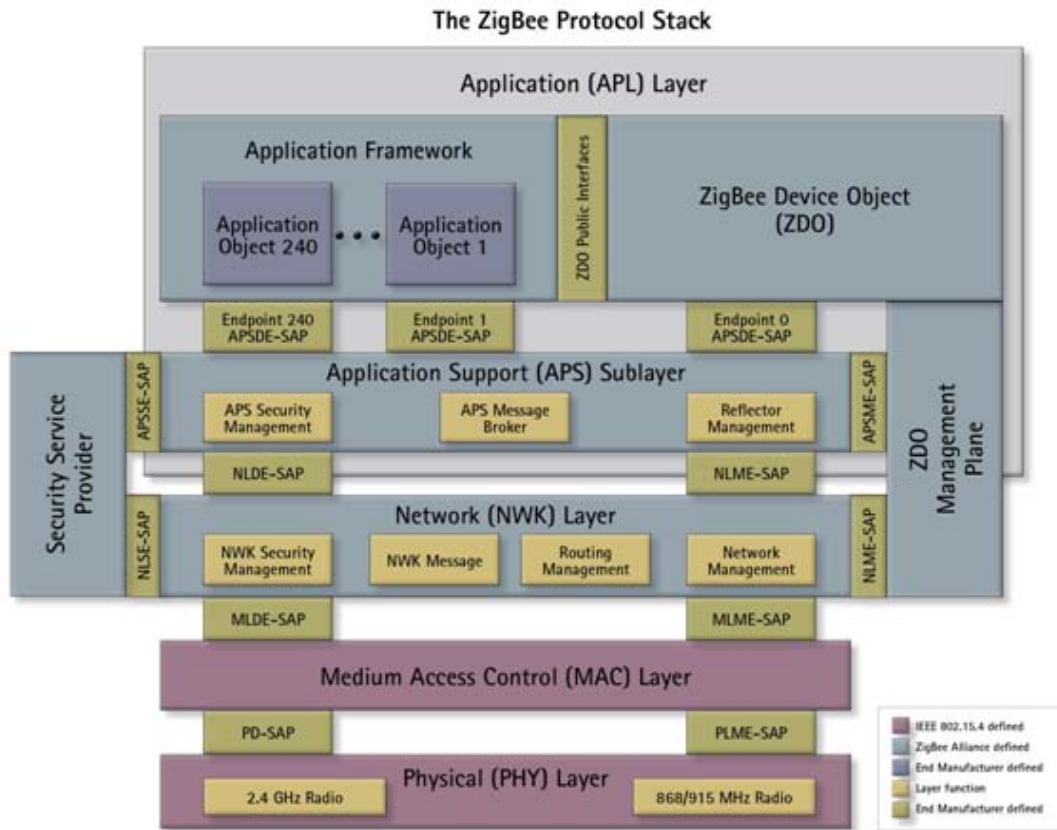 The ZigBee Protocol Stack
Application (APL) Layer
Application Framework
Application
Object 240
Application
Object 1
ZDO Public Interfaces
ZigBee Device Object
(ZDO)
Endpoint 240
APSDE-SAP
Endpoint 1
APSDE-SAP
Endpoint 0
APSDE-SAP
Security Service
Provider
APSSE-SAP
Application Support (APS) Sublayer
APS Security
Management
APS Message
Broker
Reflector
Management
APSME-SAP
ZDO
Management
Plane
NLDE-SAP
NLME-SAP
NLSE-SAP
Network (NWK) Layer
NWK Security
Management
NWK Message
Routing
Management
Network
Management
NLME-SAP
MLDE-SAP
MLME-SAP
Medium Access Control (MAC) Layer
PD-SAP
PLME-SAP
Physical (PHY) Layer
2.4 GHz Radio
868/915 MHz Radio
IEEE 802.15.4 defined
ZigBee Alliance defined
End Manufacturer defined
Layer function
End Manufacturer defined